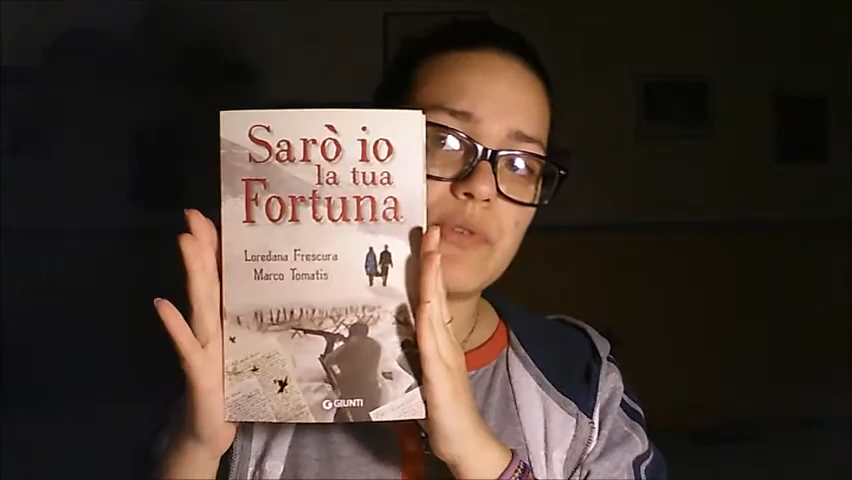 Sarò io
la tua
Fortuna
Loredana Frescura
Marco Tomatis
GIUNTI